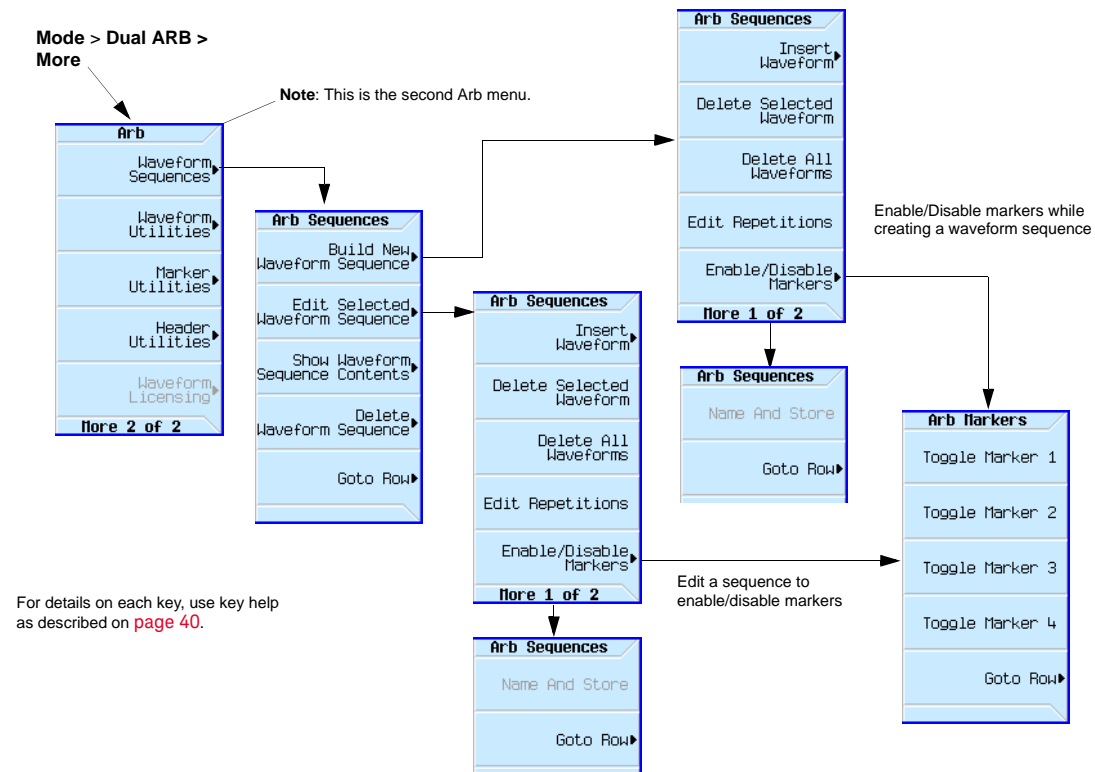 Mode > Dual ARB >
More
Note: This is the second Arb menu.
Arb
Waveform
Sequences
Waveform
Utilities
Marker
Utilities
Header
Utilities
Waveform
Licensing
More 2 of 2
Arb Sequences
Build New
Waveform Sequence
Edit Selected
Waveform Sequence
Show Waveform
Sequence Contents
Delete
Waveform Sequence
Goto Row
Arb Sequences
Insert
Waveform
Delete Selected
Waveform
Delete All
Waveforms
Edit Repetitions
Enable/Disable
Markers
More 1 of 2
Arb Sequences
Name And Store
Goto Row
Arb Sequences
Insert
Waveform
Delete Selected
Waveform
Delete All
Waveforms
Edit Repetitions
Enable/Disable
Markers
More 1 of 2
Arb Sequences
Name And Store
Goto Row
Enable/Disable markers while
creating a waveform sequence
Edit a sequence to
enable/disable markers
Arb Markers
Toggle Marker 1
Toggle Marker 2
Toggle Marker 3
Toggle Marker 4
Goto Row
For details on each key, use key help
as described on page 40.